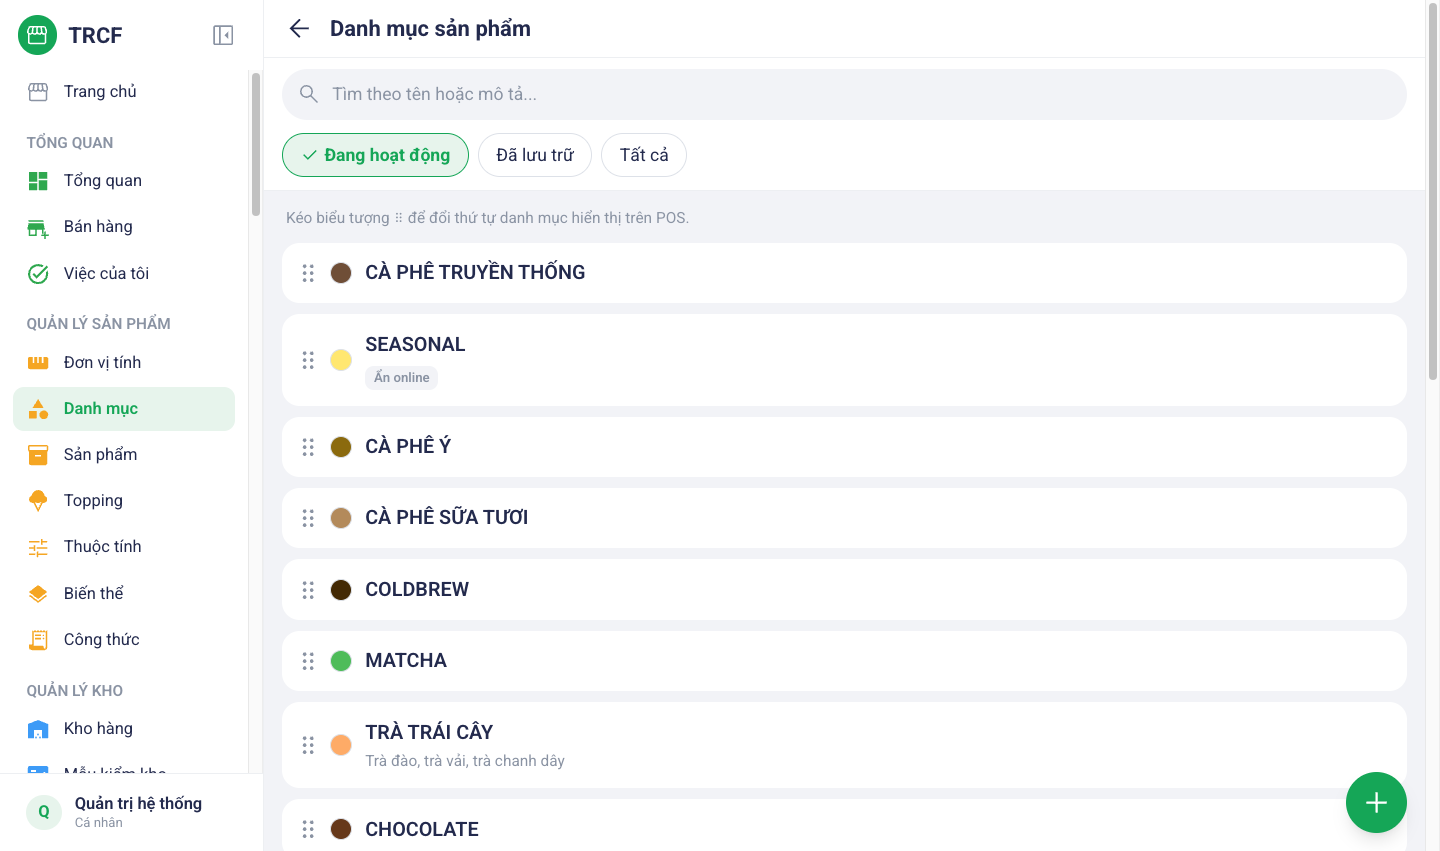 TRCF
Trang chủ
TỔNG QUAN
Tổng quan
Bán hàng
Việc của tôi
QUẢN LÝ SẢN PHẨM
Đơn vị tính
Danh mục
Sản phẩm
Topping
Thuộc tính
Biến thể
Công thức
QUẢN LÝ KHO
Kho hàng
Mẫu kiểm kho
Q
Quản trị hệ thống
Cá nhân
Danh mục sản phẩm
Tìm theo tên hoặc mô tả...
Đang hoạt động
Đã lưu trữ
Tất cả
Kéo biểu tượng ⠿ để đổi thứ tự danh mục hiển thị trên POS.
CÀ PHÊ TRUYỀN THỐNG
SEASONAL
Ẩn online
CÀ PHÊ Ý
CÀ PHÊ SỮA TƯƠI
COLDBREW
MATCHA
TRÀ TRÁI CÂY
Trà đào, trà vải, trà chanh dây
CHOCOLATE